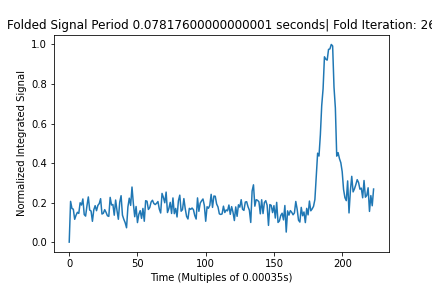 Folded Signal Period 0.07817600000000001 seconds| Fold Iteration: 26
1.0
0.8
0.6
0.4
0.2
0.0
Normalized Integrated Signal
0 50 100 150 200
Time (Multiples of 0.00035s)